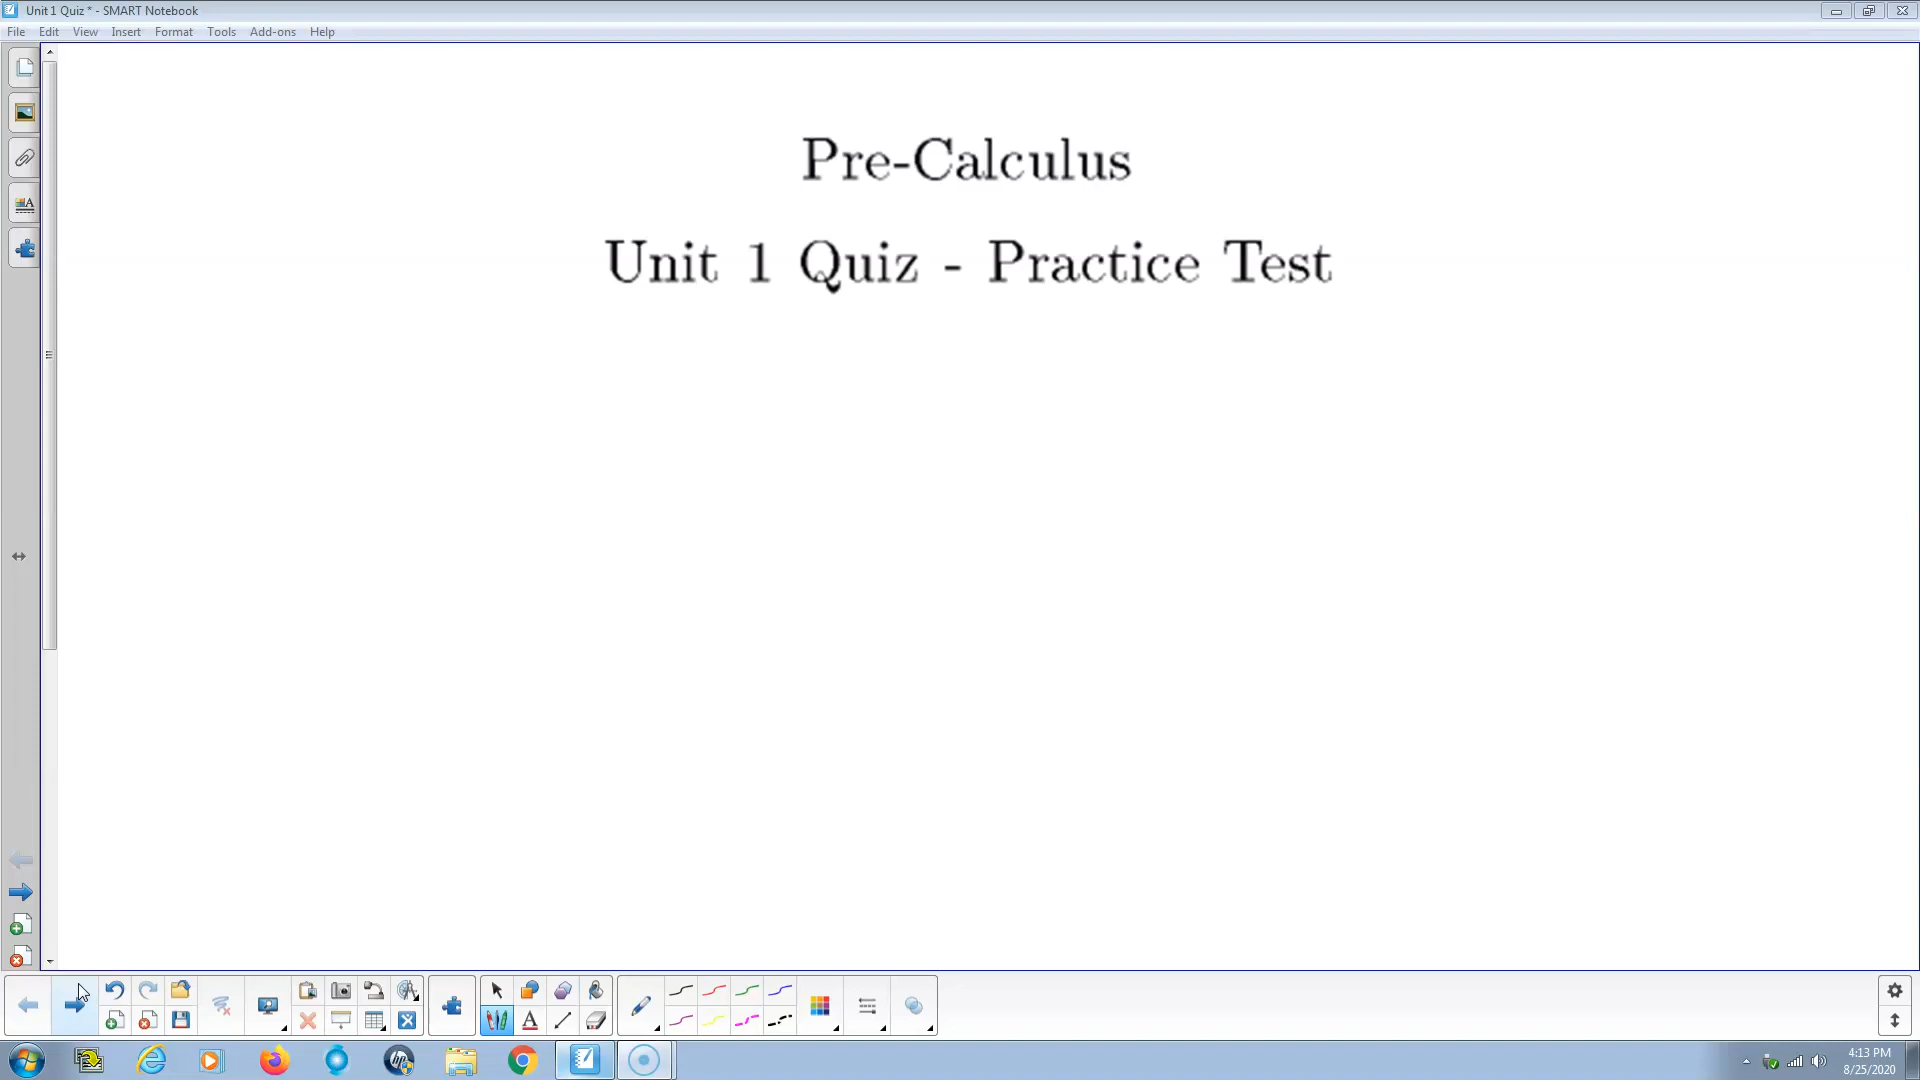 Unit 1 Quiz * - SMART Notebook
File Edit View Insert Format Tools Add-ons Help
Pre-Calculus
Unit 1 Quiz - Practice Test
4:13 PM
8/25/2020